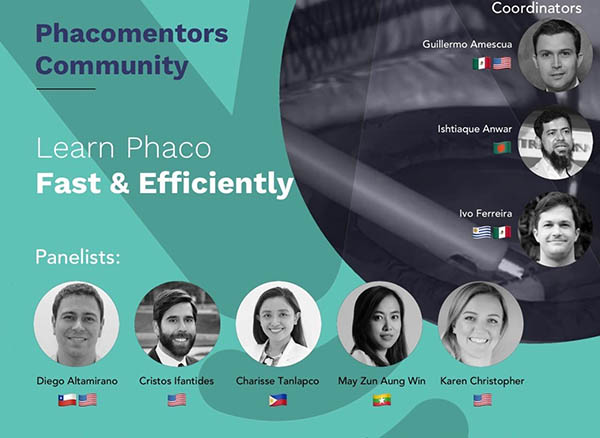 Phacomentors
Community
Learn Phaco
Fast & Efficiently
Coordinators
Guillermo Amescua
Ishtiaque Anwar
Ivo Ferreira
Panelists:
Diego Altamirano
Cristos Ifantides
Charisse Tanlapco
May Zun Aung Win
Karen Christopher